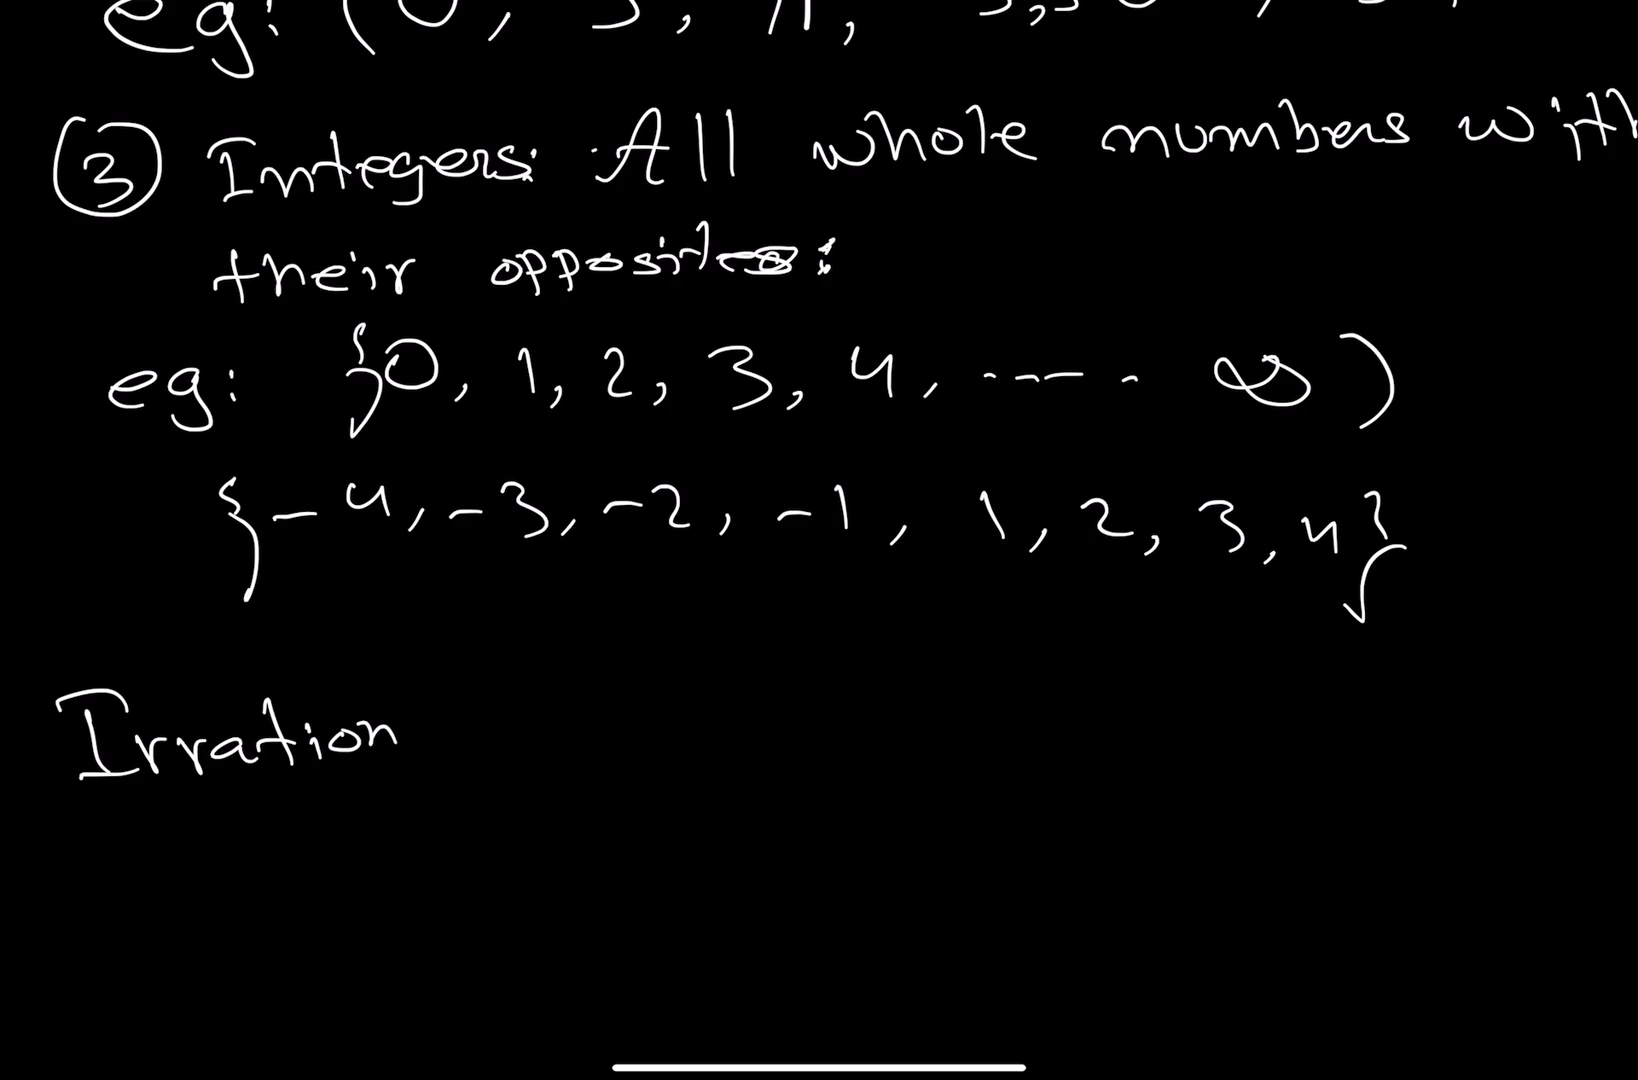 eg:
③ Integers: All whole numbers with
their opposites:
eg: {0, 1, 2, 3, 4, ..... ∞)
{-4, -3, -2, -1, 1, 2, 3, 4}
Irration